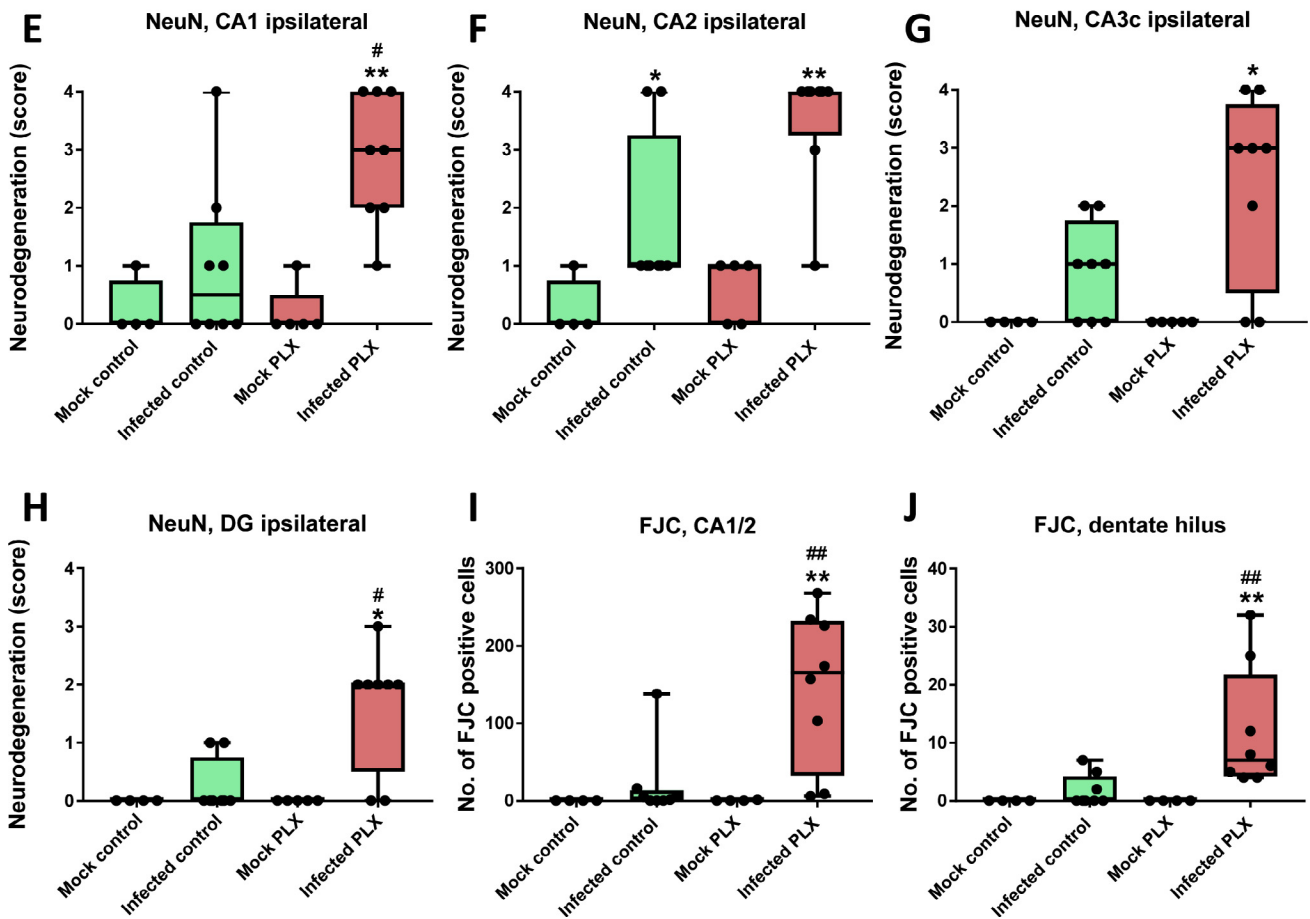 E
NeuN, CA1 ipsilateral
#
**
Neurodegeneration (score)
4
3
2
1
0
Mock control
Infected control
Mock PLX
Infected PLX
F
NeuN, CA2 ipsilateral
*
**
Neurodegeneration (score)
4
3
2
1
0
Mock control
Infected control
Mock PLX
Infected PLX
G
NeuN, CA3c ipsilateral
*
Neurodegeneration (score)
4
3
2
1
0
Mock control
Infected control
Mock PLX
Infected PLX
H
NeuN, DG ipsilateral
#
*
Neurodegeneration (score)
4
3
2
1
0
Mock control
Infected control
Mock PLX
Infected PLX
I
FJC, CA1/2
##
**
No. of FJC positive cells
300
200
100
0
Mock control
Infected control
Mock PLX
Infected PLX
J
FJC, dentate hilus
##
**
No. of FJC positive cells
40
30
20
10
0
Mock control
Infected control
Mock PLX
Infected PLX